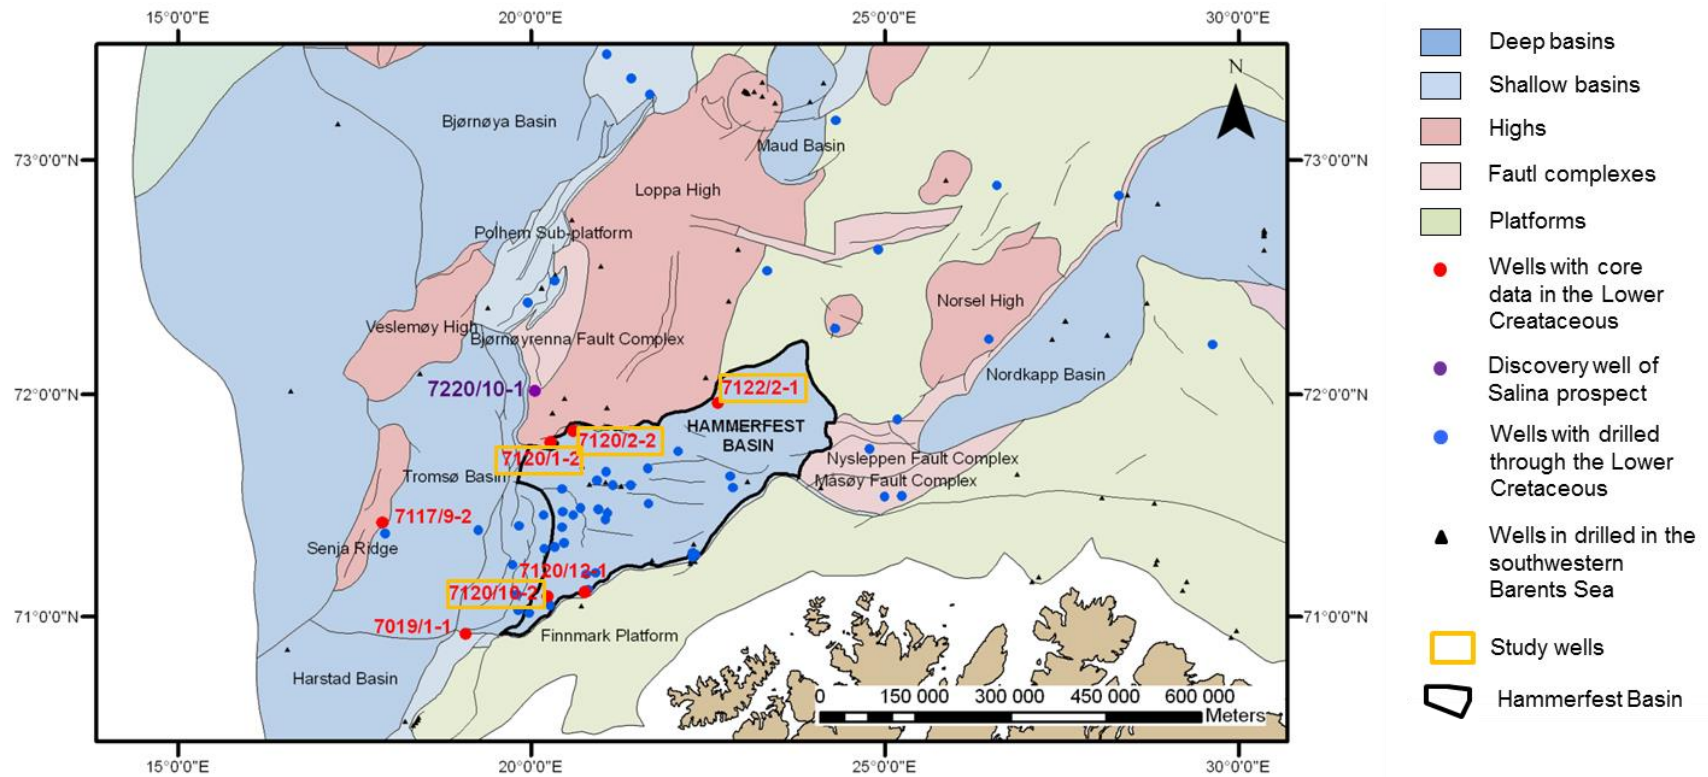 15°0'0"E
20°0'0"E
25°0'0"E
30°0'0"E
N
Bjørnøya Basin
Maud Basin
73°0'0"N
73°0'0"N
Loppa High
Polhem Sub-platform
Norsel High
Veslemøy High
Bjørnøyrenna Fault Complex
Nordkapp Basin
72°0'0"N
72°0'0"N
7220/10-1
7122/2-1
HAMMERFEST
BASIN
7120/2-2
7120/1-2
Nysleppen Fault Complex
Måsøy Fault Complex
Tromsø Basin
7117/9-2
Senja Ridge
7120/12-1
7120/10-2
71°0'0"N
71°0'0"N
7019/1-1
Finnmark Platform
Harstad Basin
0 150 000 300 000 450 000 600 000
Meters
15°0'0"E
20°0'0"E
25°0'0"E
30°0'0"E
Deep basins
Shallow basins
Highs
Fautl complexes
Platforms
Wells with core
data in the Lower
Creataceous
Discovery well of
Salina prospect
Wells with drilled
through the Lower
Cretaceous
Wells in drilled in the
southwestern
Barents Sea
Study wells
Hammerfest Basin